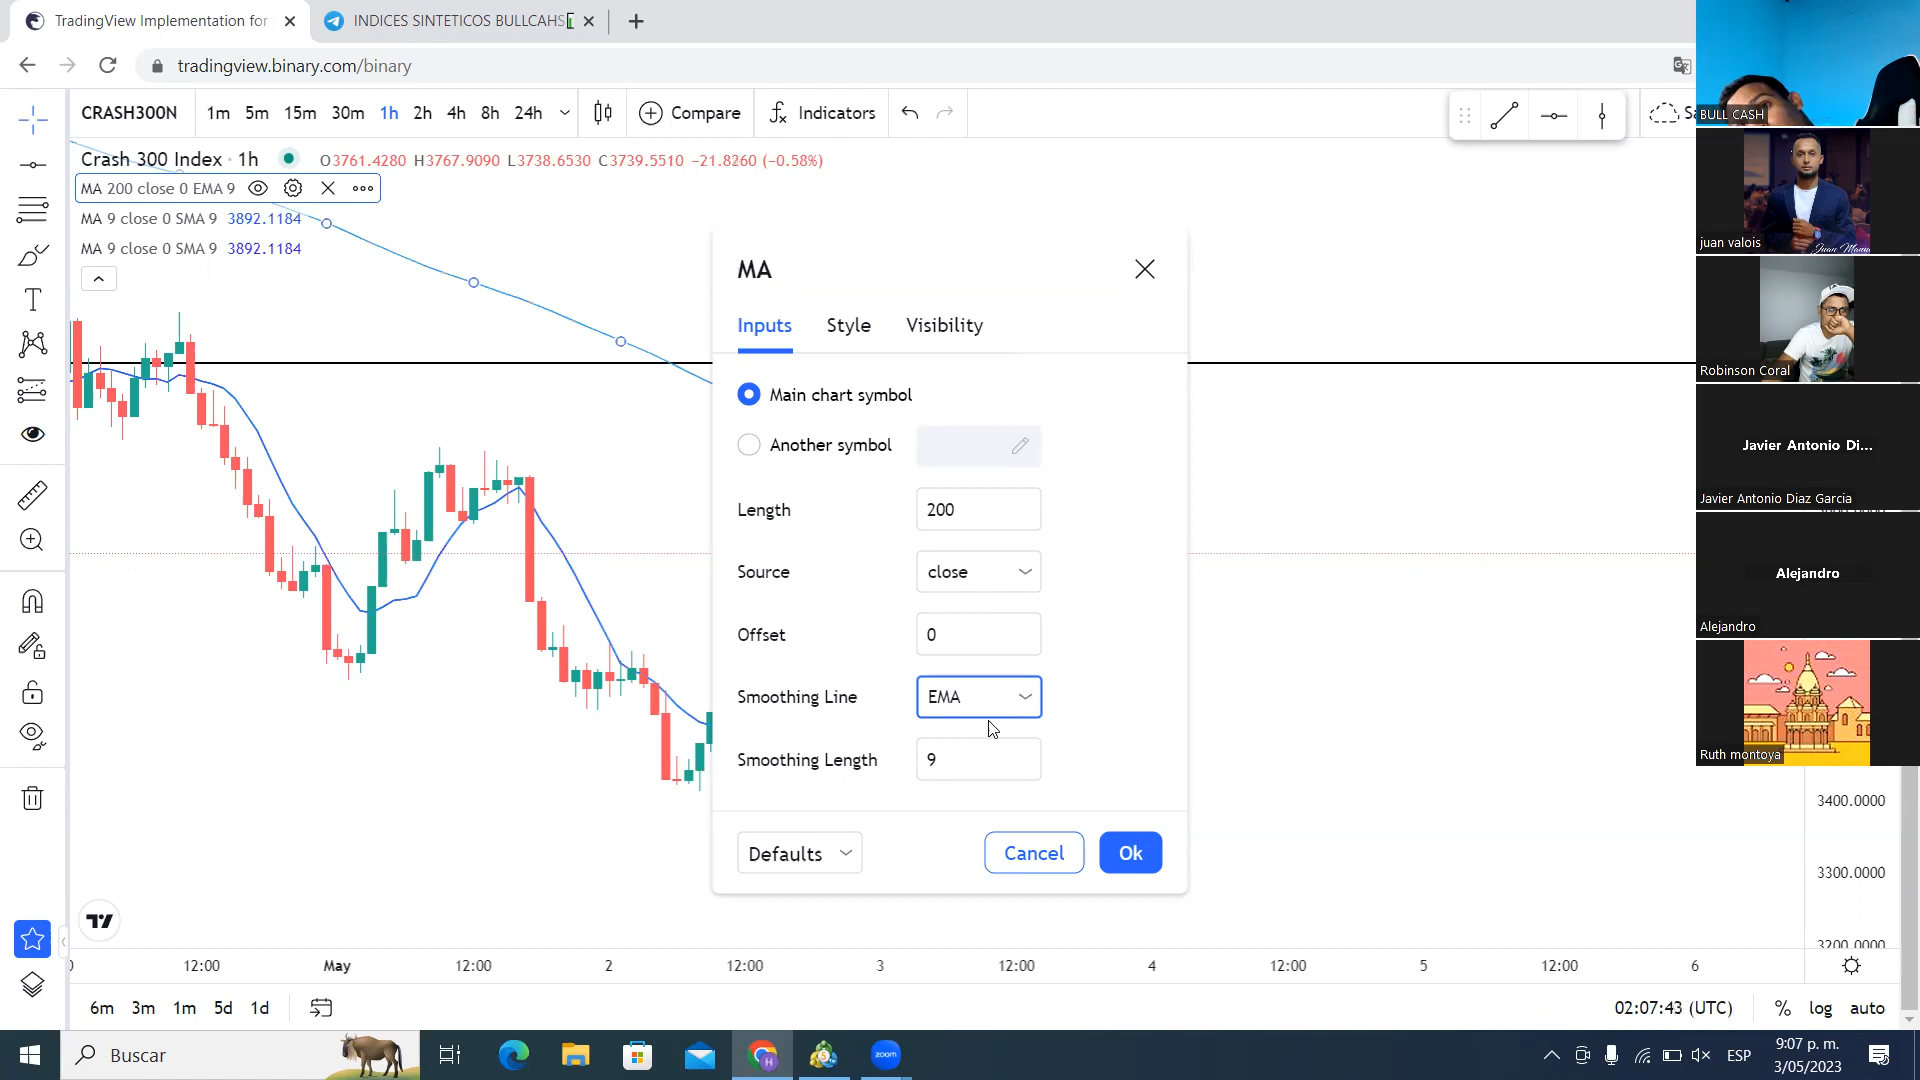 TradingView Implementation for
INDICES SINTETICOS BULLCAHS
tradingview.binary.com/binary
CRASH300N 1m 5m 15m 30m 1h 2h 4h 8h 24h Compare Indicators
Crash 300 Index · 1h O3761.4280 H3767.9090 L3738.6530 C3739.5510 −21.8260 (−0.58%)
MA 200 close 0 EMA 9
MA 9 close 0 SMA 9 3892.1184
MA 9 close 0 SMA 9 3892.1184
MA
Inputs Style Visibility
Main chart symbol
Another symbol
Length 200
Source close
Offset 0
Smoothing Line EMA
Smoothing Length 9
Defaults Cancel Ok
BULL CASH
juan valois
Juan Manu
Robinson Coral
Javier Antonio Di...
Javier Antonio Diaz Garcia
Alejandro
Alejandro
Ruth montoya
3400.0000
3300.0000
3200.0000
12:00 May 12:00 2 12:00 3 12:00 4 12:00 5 12:00 6
6m 3m 1m 5d 1d 02:07:43 (UTC) % log auto
Buscar zoom ESP 9:07 p. m.
3/05/2023